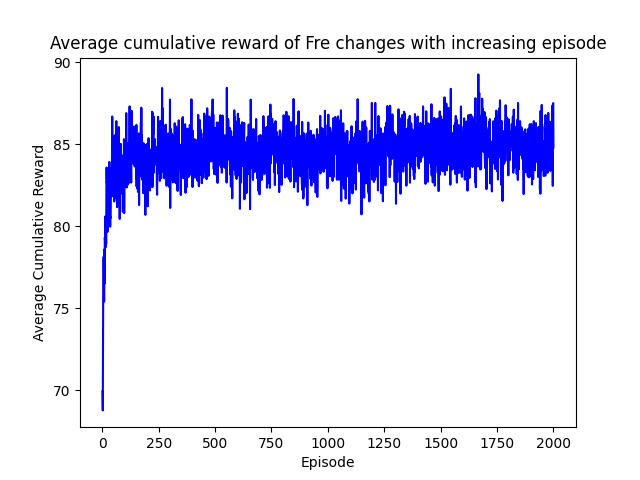 Average cumulative reward of Fre changes with increasing episode
90
85
80
75
70
Average Cumulative Reward
0 250 500 750 1000 1250 1500 1750 2000
Episode